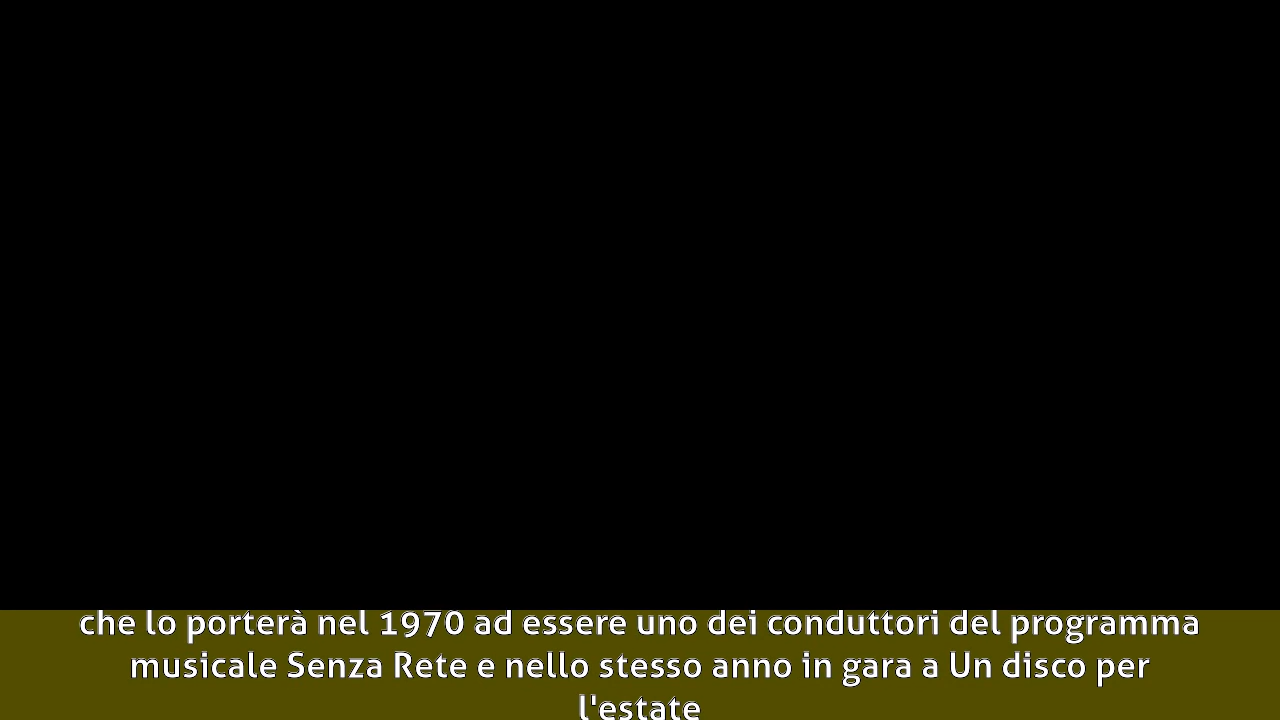 che lo porterà nel 1970 ad essere uno dei conduttori del programma
musicale Senza Rete e nello stesso anno in gara a Un disco per
l'estate